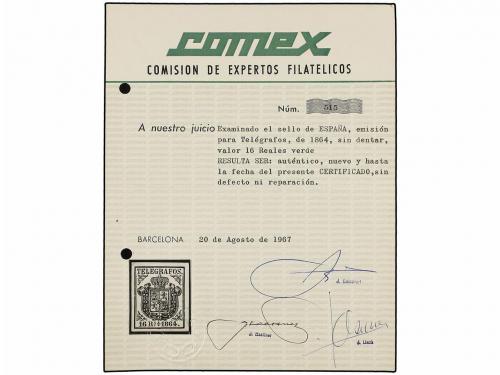 comex
COMISION DE EXPERTOS FILATELICOS
Núm. 515
A nuestro juicio Examinado el sello de ESPAÑA, emisión
para Telégrafos, de 1864, sin dentar,
valor 16 Reales verde
RESULTA SER: auténtico, nuevo y hasta
la fecha del presente CERTIFICADO,sin
defecto ni reparación.
BARCELONA 20 de Agosto de 1967
TELEGRAFOS.
16 Rs 1864.